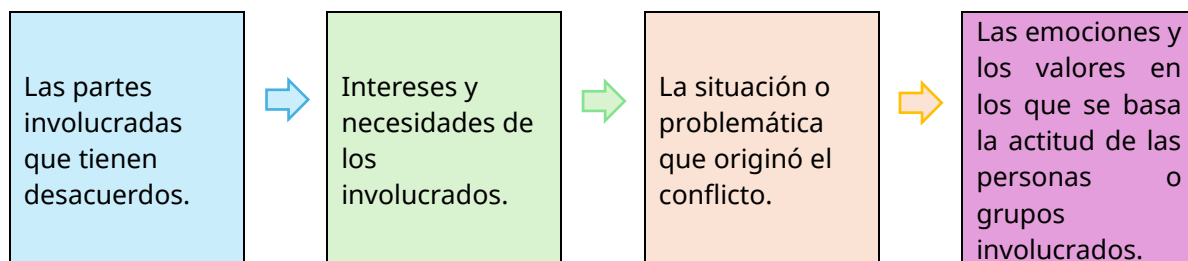 Las partes
involucradas
que tienen
desacuerdos.
Intereses y
necesidades de
los
involucrados.
La situación o
problemática
que originó el
conflicto.
Las emociones y
los valores en
los que se basa
la actitud de las
personas o
grupos
involucrados.